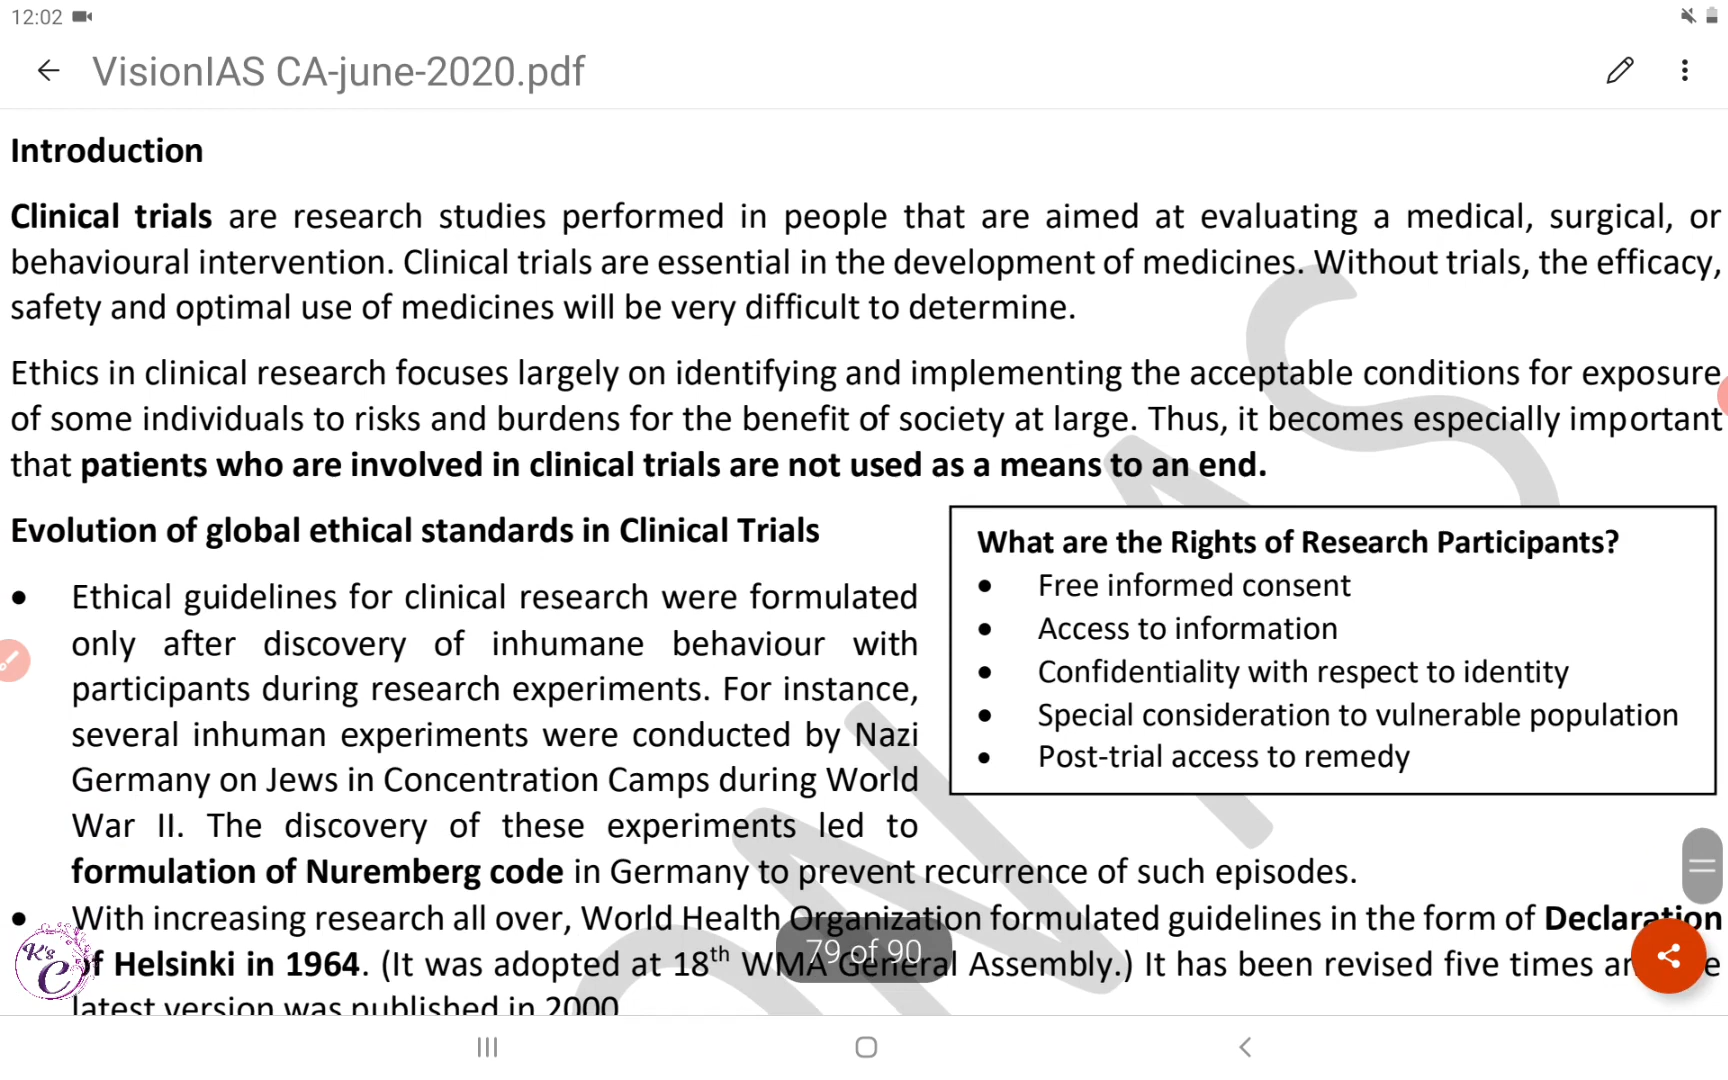 12:02
VisionIAS CA-june-2020.pdf
Introduction
Clinical trials are research studies performed in people that are aimed at evaluating a medical, surgical, or
behavioural intervention. Clinical trials are essential in the development of medicines. Without trials, the efficacy,
safety and optimal use of medicines will be very difficult to determine.
Ethics in clinical research focuses largely on identifying and implementing the acceptable conditions for exposure
of some individuals to risks and burdens for the benefit of society at large. Thus, it becomes especially important
that patients who are involved in clinical trials are not used as a means to an end.
Evolution of global ethical standards in Clinical Trials
• Ethical guidelines for clinical research were formulated
only after discovery of inhumane behaviour with
participants during research experiments. For instance,
several inhuman experiments were conducted by Nazi
Germany on Jews in Concentration Camps during World
War II. The discovery of these experiments led to
formulation of Nuremberg code in Germany to prevent recurrence of such episodes.
What are the Rights of Research Participants?
• Free informed consent
• Access to information
• Confidentiality with respect to identity
• Special consideration to vulnerable population
• Post-trial access to remedy
• With increasing research all over, World Health Organization formulated guidelines in the form of Declaration
of Helsinki in 1964. (It was adopted at 18th WMA General Assembly.) It has been revised five times
latest version was published in 2000
79 of 90
K's
C